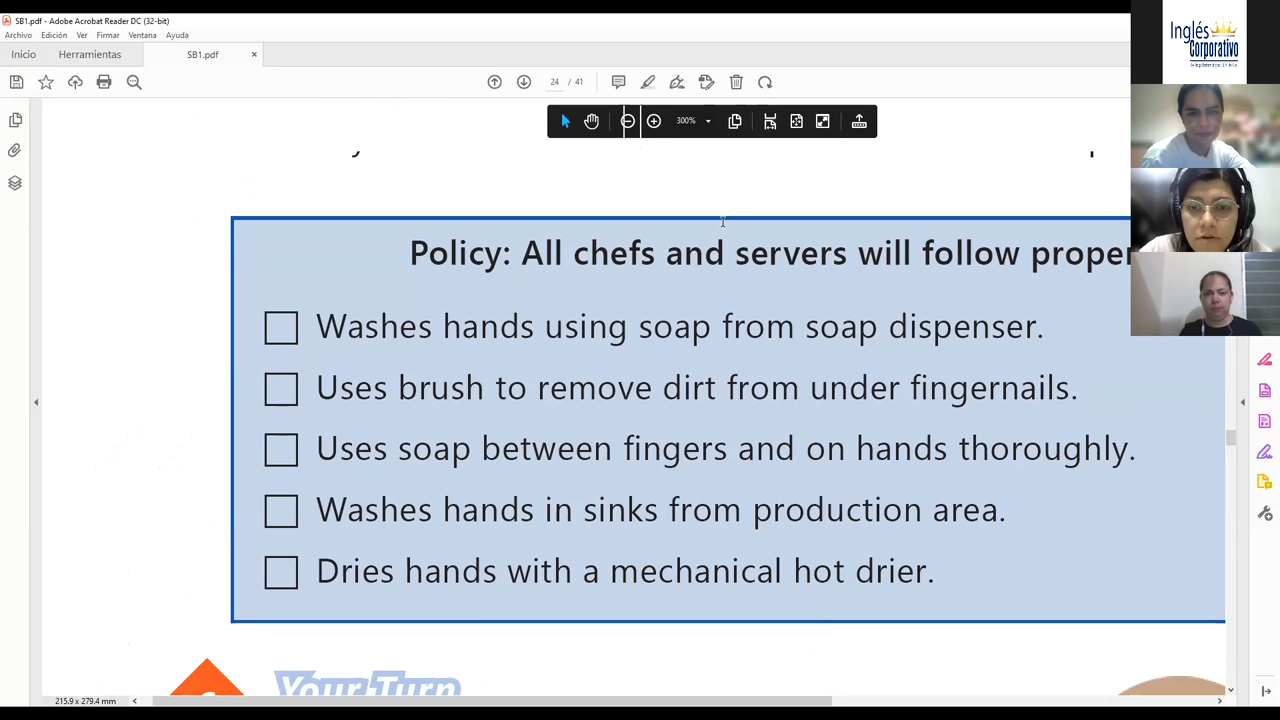 SB1.pdf - Adobe Acrobat Reader DC (32-bit)
Archivo Edición Ver Firmar Ventana Ayuda
Inicio Herramientas SB1.pdf ×
24 / 41
300%
Inglés
Corporativo
Policy: All chefs and servers will follow proper
Washes hands using soap from soap dispenser.
Uses brush to remove dirt from under fingernails.
Uses soap between fingers and on hands thoroughly.
Washes hands in sinks from production area.
Dries hands with a mechanical hot drier.
Your Turn
215.9 x 279.4 mm